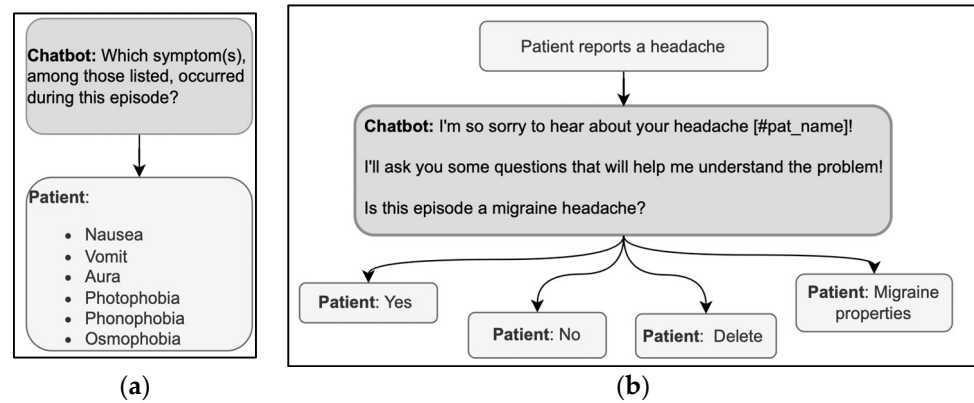 Chatbot: Which symptom(s),
among those listed, occurred
during this episode?
Patient:
• Nausea
• Vomit
• Aura
• Photophobia
• Phonophobia
• Osmophobia
(a)
Patient reports a headache
Chatbot: I'm so sorry to hear about your headache [#pat_name]!
I'll ask you some questions that will help me understand the problem!
Is this episode a migraine headache?
Patient: Yes
Patient: No
Patient: Delete
Patient: Migraine
properties
(b)